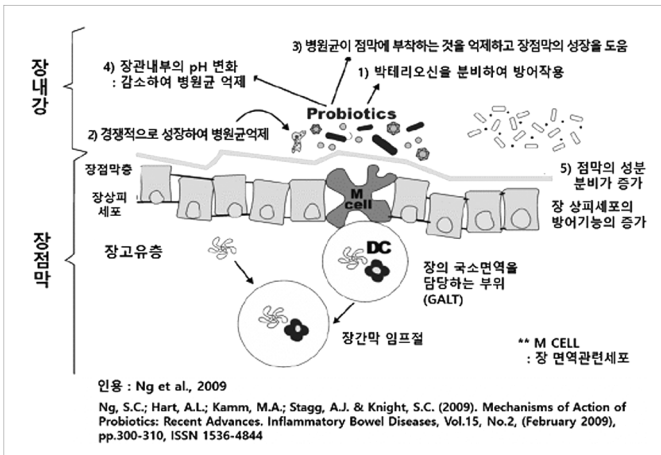 장내강
3) 병원균이 점막에 부착하는 것을 억제하고 장점막의 성장을 도움
4) 장관내부의 pH 변화
: 감소하여 병원균 억제
1) 박테리오신을 분비하여 방어작용
Probiotics
2) 경쟁적으로 성장하여 병원균억제
장점막층
5) 점막의 성분
분비가 증가
M
cell
장상피
세포
장 상피세포의
방어기능의 증가
장점막
장고유층
DC
장의 국소면역을
담당하는 부위
(GALT)
장간막 임프절
** M CELL
: 장 면역관련세포
인용 : Ng et al., 2009
Ng, S.C.; Hart, A.L.; Kamm, M.A.; Stagg, A.J. & Knight, S.C. (2009). Mechanisms of Action of
Probiotics: Recent Advances. Inflammatory Bowel Diseases, Vol.15, No.2, (February 2009),
pp.300-310, ISSN 1536-4844